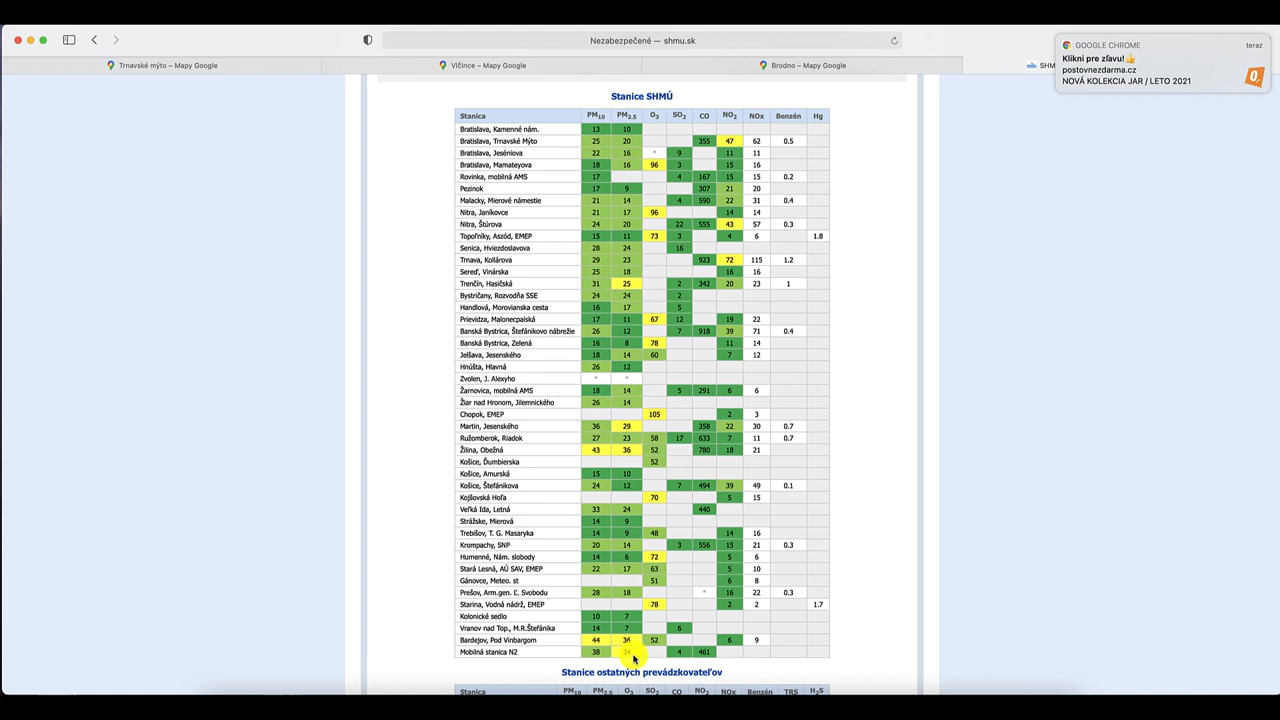 Nezabezpečené — shmu.sk
Trnavské mýto – Mapy Google
Vlčince – Mapy Google
Brodno – Mapy Google
SHM
GOOGLE CHROME teraz
Klikni pre zľavu!👍
postovnezdarma.cz
NOVÁ KOLEKCIA JAR / LETO 2021
Stanice SHMÚ
Stanica PM10 PM2.5 O3 SO2 CO NO2 NOx Benzén Hg
Bratislava, Kamenné nám. 13 10
Bratislava, Trnavské Mýto 25 20 355 47 62 0.5
Bratislava, Jeséniova 22 16 * 9 11 11
Bratislava, Mamateyova 18 16 96 3 15 16
Rovinka, mobilná AMS 17 4 167 15 15 0.2
Pezinok 17 9 307 21 20
Malacky, Mierové námestie 21 14 4 590 22 31 0.4
Nitra, Janíkovce 21 17 96 14 14
Nitra, Štúrova 24 20 22 555 43 57 0.3
Topoľníky, Aszód, EMEP 15 11 73 3 4 6 1.8
Senica, Hviezdoslavova 28 24 16
Trnava, Kollárova 29 23 923 72 115 1.2
Sereď, Vinárska 25 18 16 16
Trenčín, Hasičská 31 25 2 342 20 23 1
Bystričany, Rozvodňa SSE 24 24 2
Handlová, Morovianska cesta 16 17 5
Prievidza, Malonecpalská 17 11 67 12 19 22
Banská Bystrica, Štefánikovo nábrežie 26 12 7 918 39 71 0.4
Banská Bystrica, Zelená 16 8 78 11 14
Jelšava, Jesenského 18 14 60 7 12
Hnúšťa, Hlavná 26 12
Zvolen, J. Alexyho * *
Žarnovica, mobilná AMS 18 14 5 291 6 6
Žiar nad Hronom, Jilemnického 26 14
Chopok, EMEP 105 2 3
Martin, Jesenského 36 29 358 22 30 0.7
Ružomberok, Riadok 27 23 58 17 633 7 11 0.7
Žilina, Obežná 43 36 52 780 18 21
Košice, Ďumbierska 52
Košice, Amurská 15 10
Košice, Štefánikova 24 12 7 494 39 49 0.1
Kojšovská Hoľa 70 5 15
Veľká Ida, Letná 33 24 440
Strážske, Mierová 14 9
Trebišov, T. G. Masaryka 14 9 48 14 16
Krompachy, SNP 20 14 3 556 15 21 0.3
Humenné, Nám. slobody 14 6 72 5 6
Stará Lesná, AÚ SAV, EMEP 22 17 63 5 10
Gánovce, Meteo. st 51 6 8
Prešov, Arm.gen. Ľ. Svobodu 28 18 * 16 22 0.3
Starina, Vodná nádrž, EMEP 78 2 2 1.7
Kolonické sedlo 10 7
Vranov nad Top., M.R.Štefánika 14 7 6
Bardejov, Pod Vinbargom 44 36 52 6 9
Mobilná stanica N2 38 4 461
Stanice ostatných prevádzkovateľov
Stanica PM10 PM2.5 O3 SO2 CO NO2 NOx Benzén TRS H2S